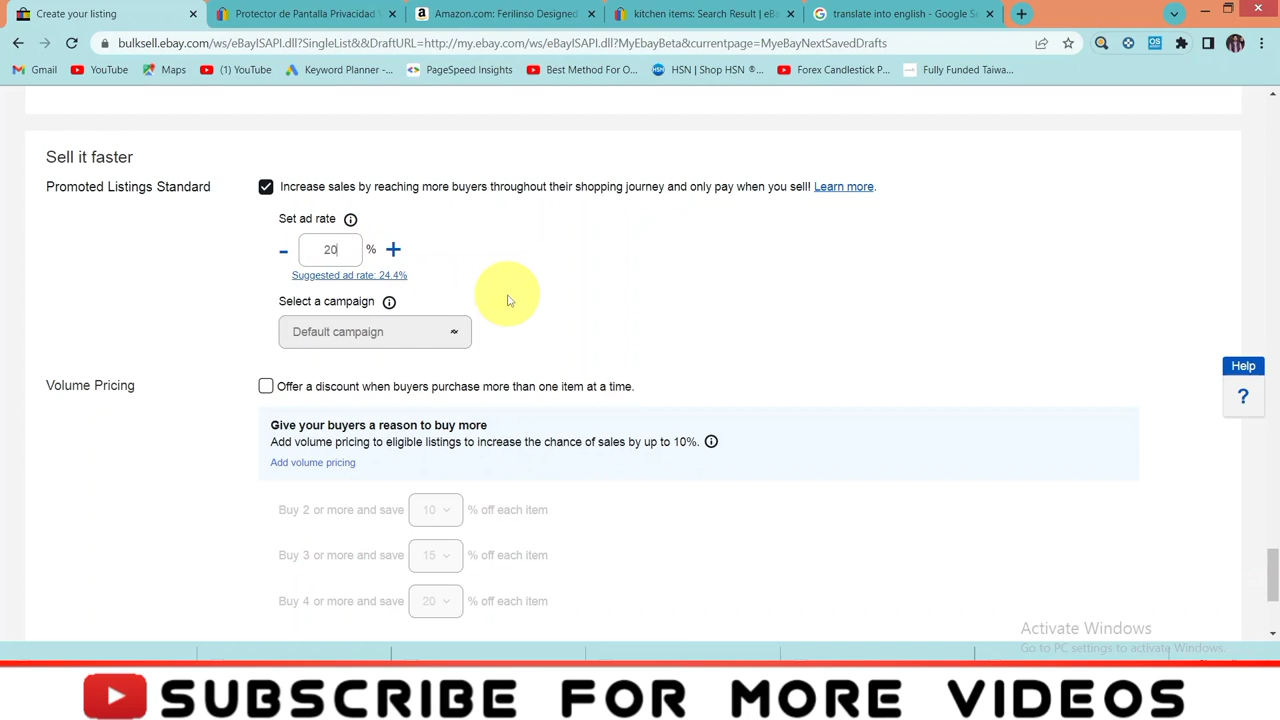 Create your listing
Protector de Pantalla Privacidad
Amazon.com: Ferilinso Designed
kitchen items: Search Result | eB
translate into english - Google S
bulksell.ebay.com/ws/eBayISAPI.dll?SingleList&&DraftURL=http://my.ebay.com/ws/eBayISAPI.dll?MyEbayBeta&currentpage=MyeBayNextSavedDrafts
Gmail
YouTube
Maps
(1) YouTube
Keyword Planner -...
PageSpeed Insights
Best Method For O...
HSN | Shop HSN ®...
Forex Candlestick P...
Fully Funded Taiwa...
Sell it faster
Promoted Listings Standard
Increase sales by reaching more buyers throughout their shopping journey and only pay when you sell! Learn more.
Set ad rate
- 20 % +
Suggested ad rate: 24.4%
Select a campaign
Default campaign
Volume Pricing
Offer a discount when buyers purchase more than one item at a time.
Help
?
Give your buyers a reason to buy more
Add volume pricing to eligible listings to increase the chance of sales by up to 10%.
Add volume pricing
Buy 2 or more and save 10 % off each item
Buy 3 or more and save 15 % off each item
Buy 4 or more and save 20 % off each item
Activate Windows
Go to PC settings to activate Windows.
SUBSCRIBE FOR MORE VIDEOS